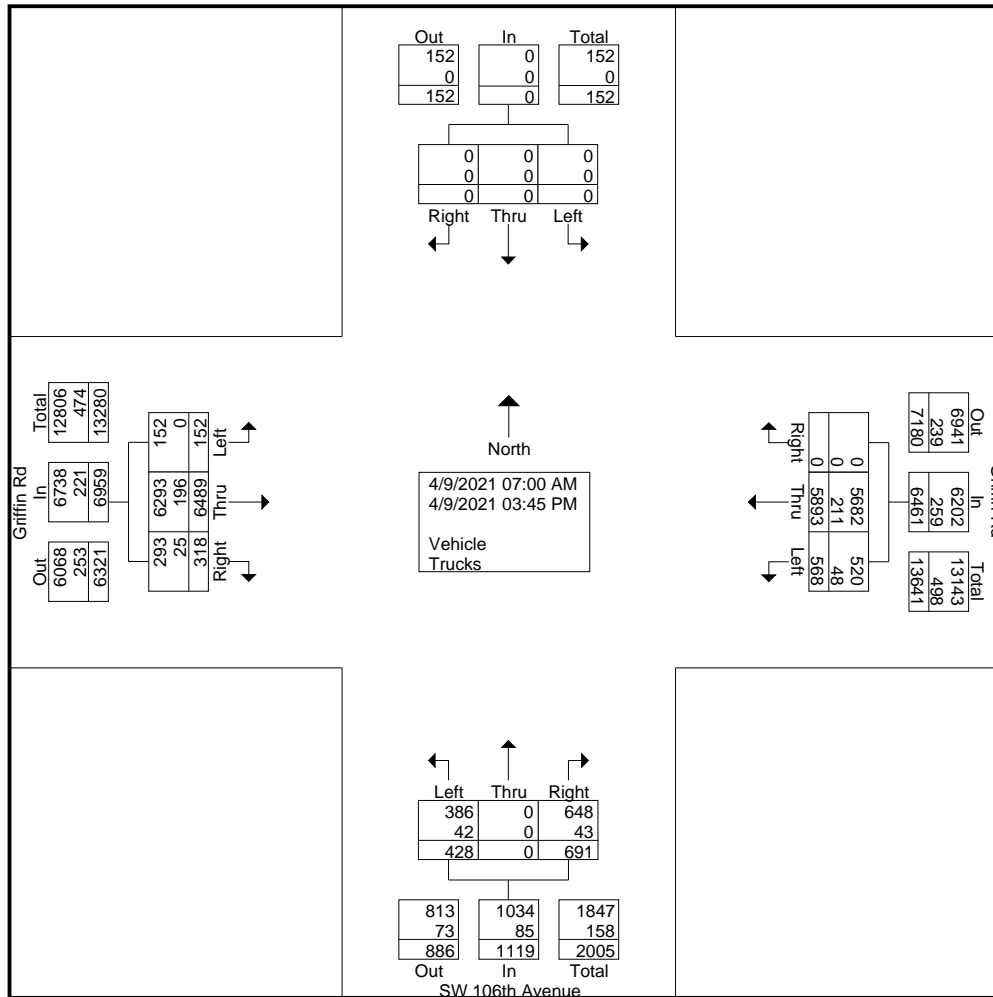 Out In Total
152 0 152
0 0 0
152 0 152
0 0 0
0 0 0
0 0 0
Right Thru Left
North
4/9/2021 07:00 AM
4/9/2021 03:45 PM
Vehicle
Trucks
Griffin Rd
Out In Total
6068 6738 12806
253 221 474
6321 6959 13280
Left Thru Right
152 6293 293
0 196 25
152 6489 318
Out In Total
6941 6202 13143
239 259 498
7180 6461 13641
0 5682 520
0 211 48
0 5893 568
Right Thru Left
Left Thru Right
386 0 648
42 0 43
428 0 691
813 1034 1847
73 85 158
886 1119 2005
Out In Total
SW 106th Avenue